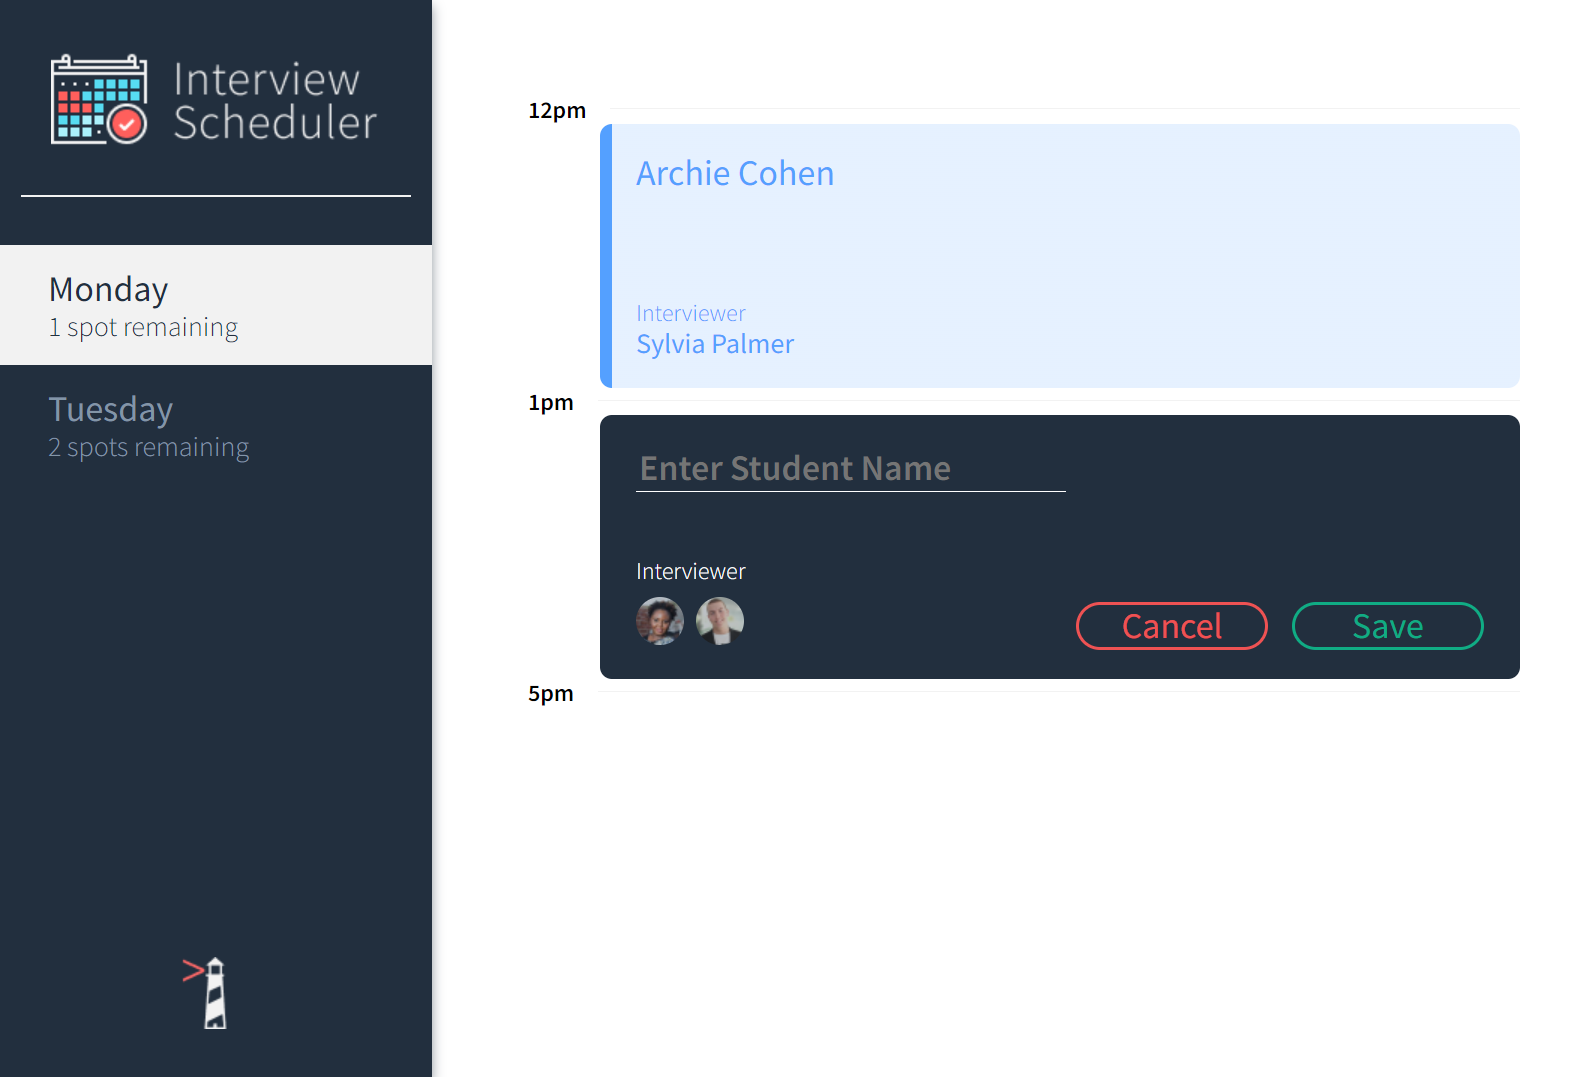 Interview
Scheduler
Monday
1 spot remaining
Tuesday
2 spots remaining
12pm
Archie Cohen
Interviewer
Sylvia Palmer
1pm
Enter Student Name
Interviewer
Cancel
Save
5pm